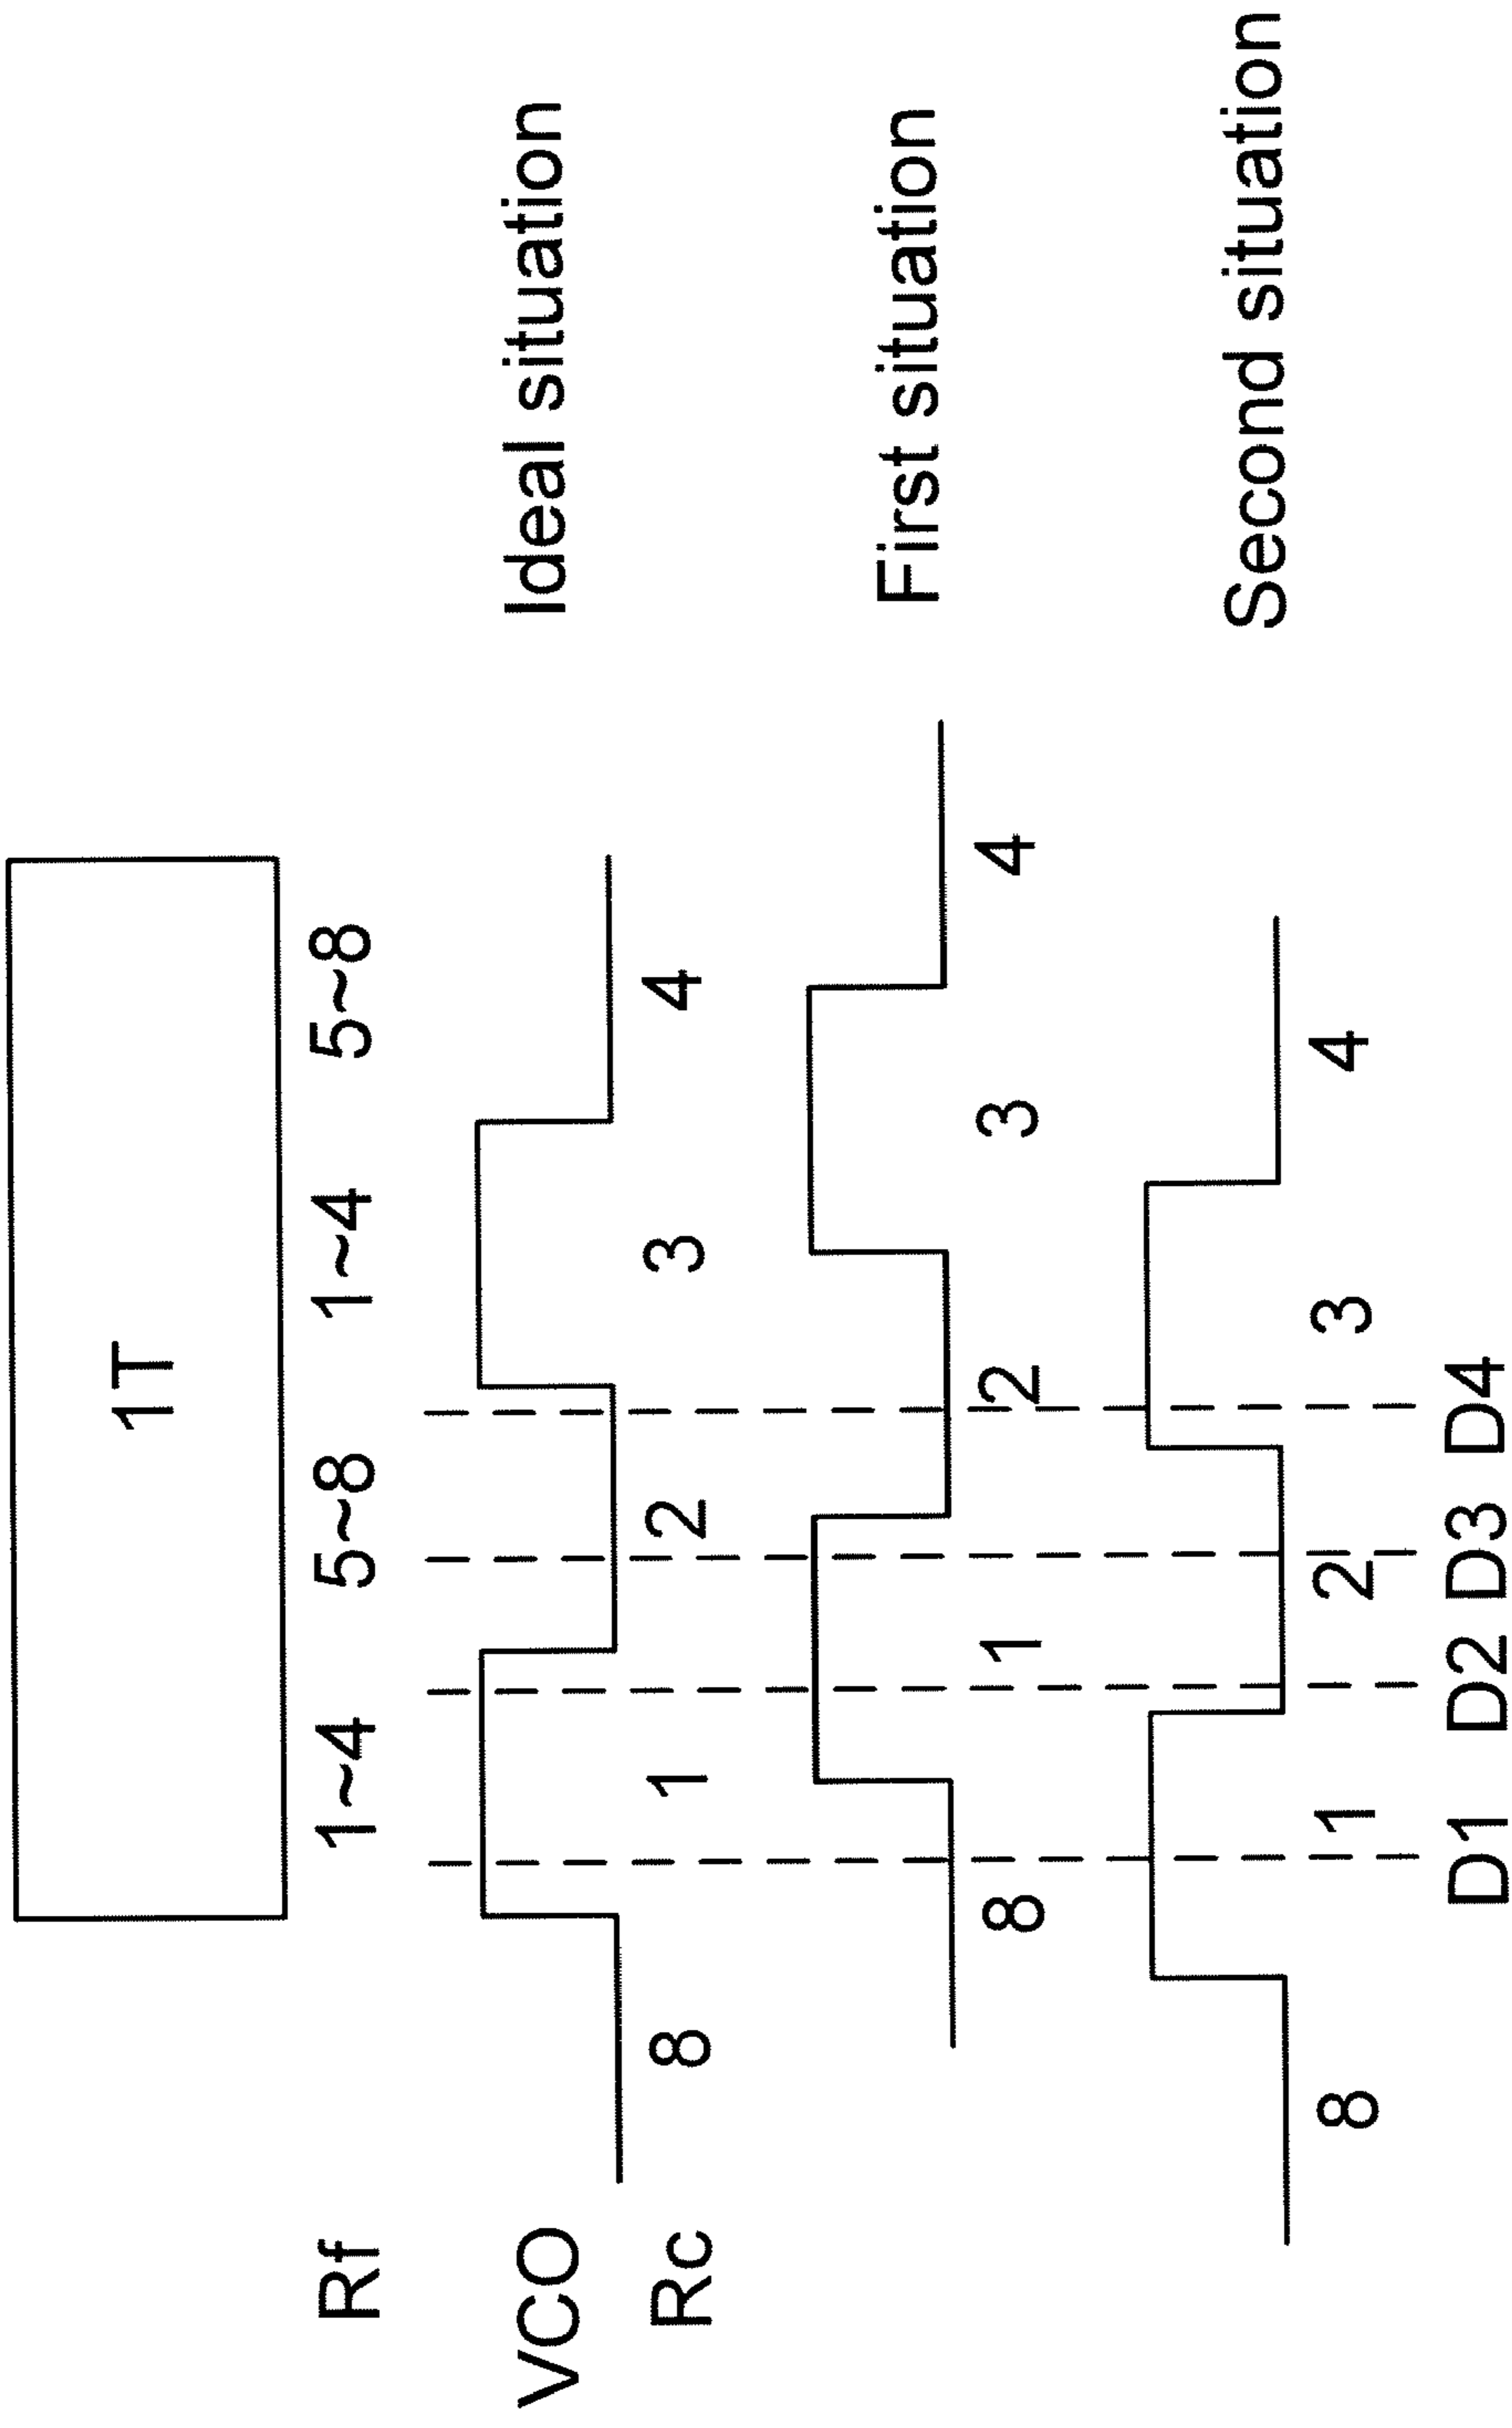 1T
Rf 1~4 5~8 1~4 5~8
VCO Ideal situation
Rc 8 1 2 3 4
First situation
8 1 2 3 4
Second situation
8 1 2 3 4
D1 D2 D3 D4